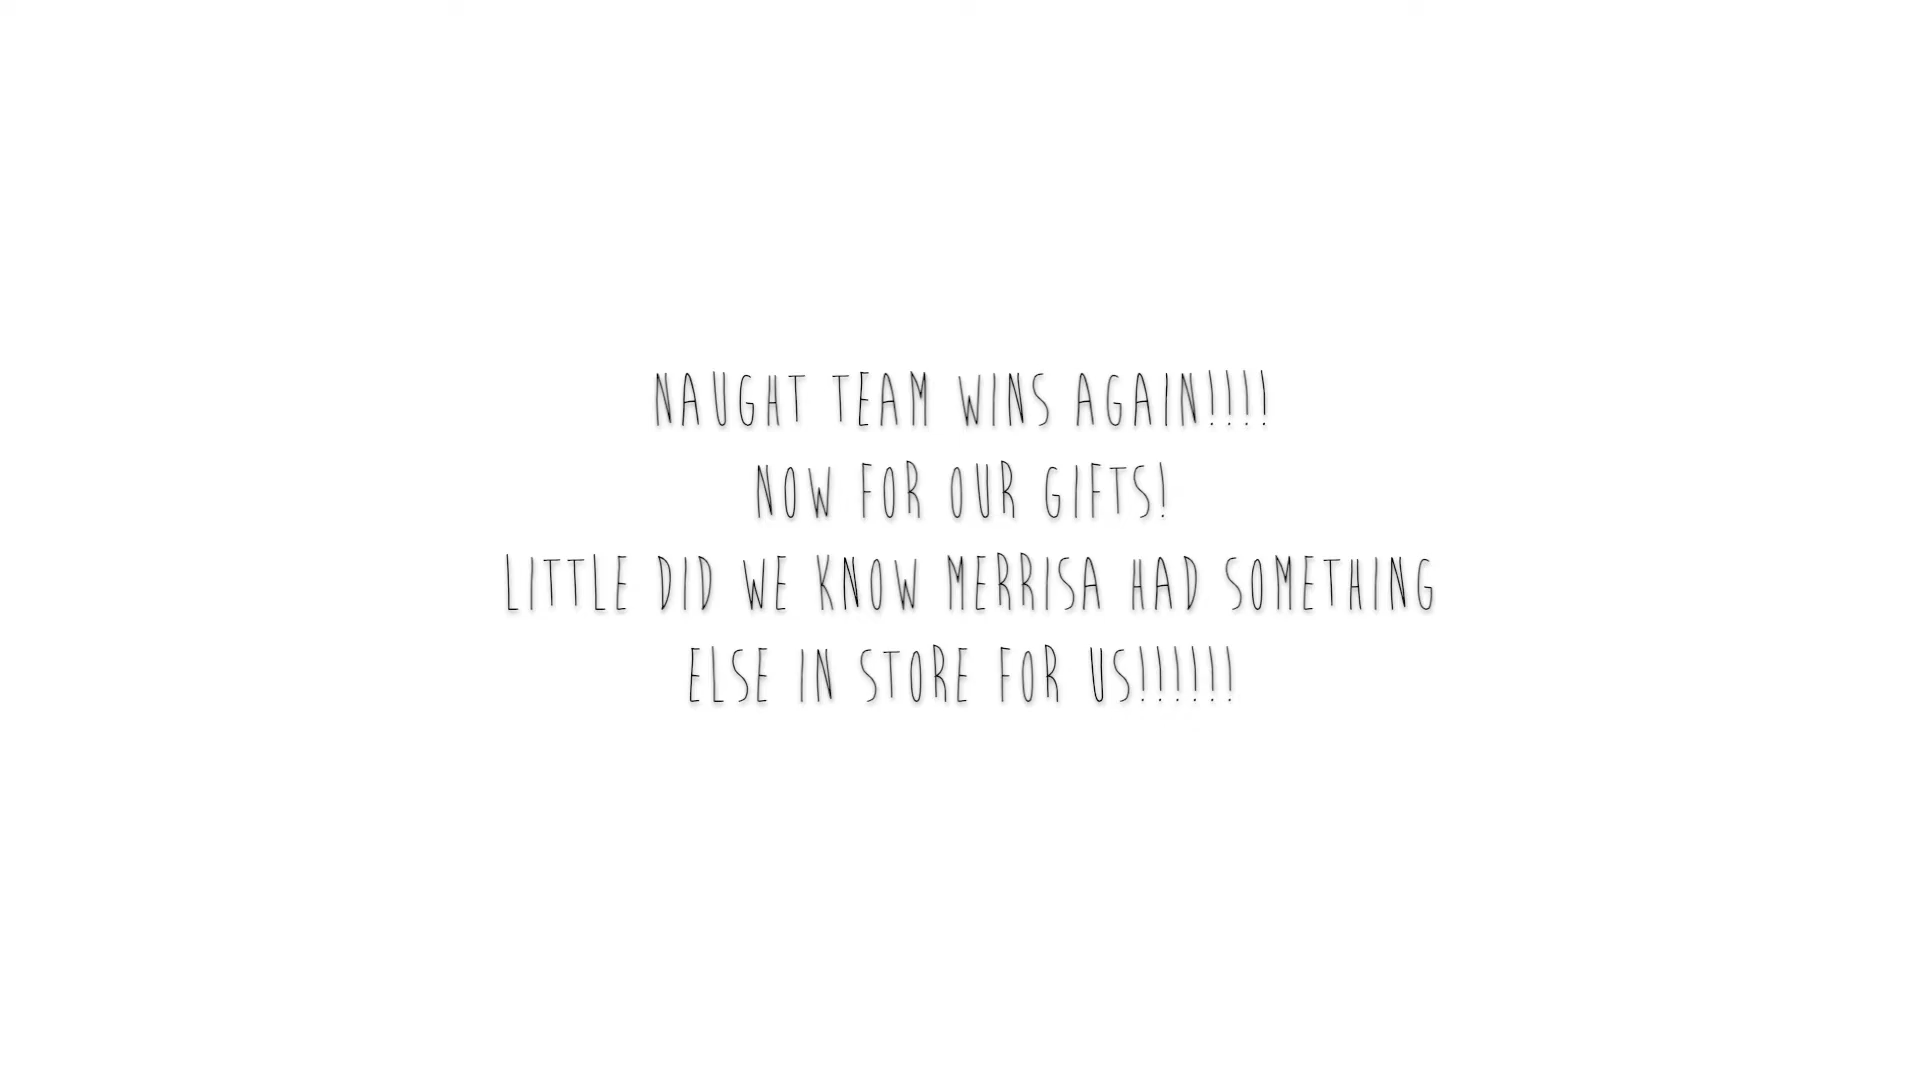 NAUGHT TEAM WINS AGAIN!!!!
NOW FOR OUR GIFTS!
LITTLE DID WE KNOW MERRISA HAD SOMETHING
ELSE IN STORE FOR US!!!!!!